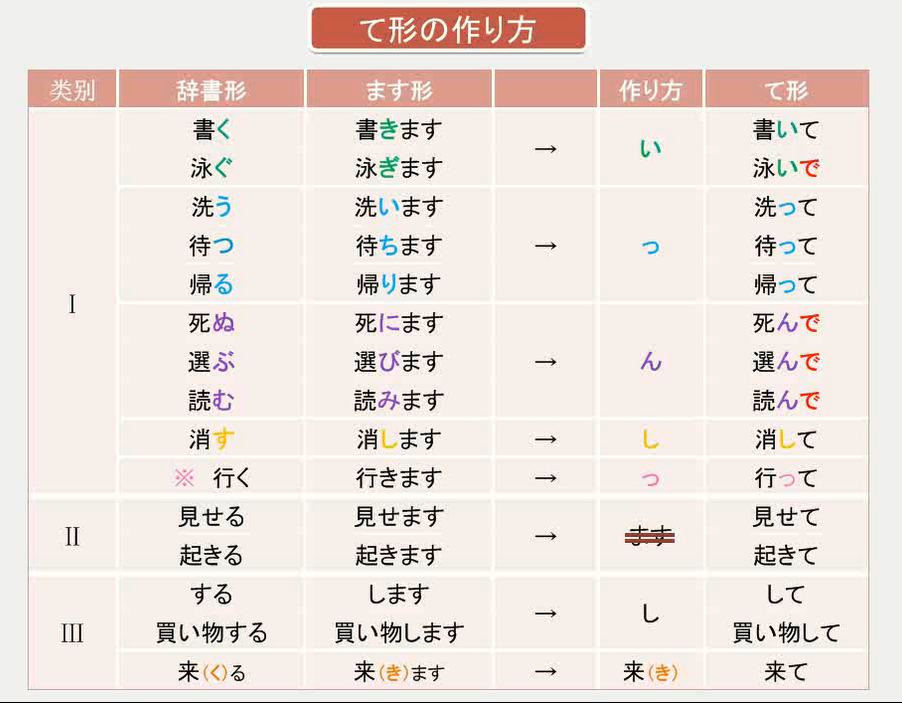 て形の作り方
类别 辞書形 ます形 作り方 て形
I
書く 書きます → い 書いて
泳ぐ 泳ぎます 泳いで
洗う 洗います 洗って
待つ 待ちます → っ 待って
帰る 帰ります 帰って
死ぬ 死にます 死んで
選ぶ 選びます → ん 選んで
読む 読みます 読んで
消す 消します → し 消して
※ 行く 行きます → っ 行って
II
見せる 見せます → ます 見せて
起きる 起きます 起きて
III
する します → し して
買い物する 買い物します 買い物して
来(く)る 来(き)ます → 来(き) 来て